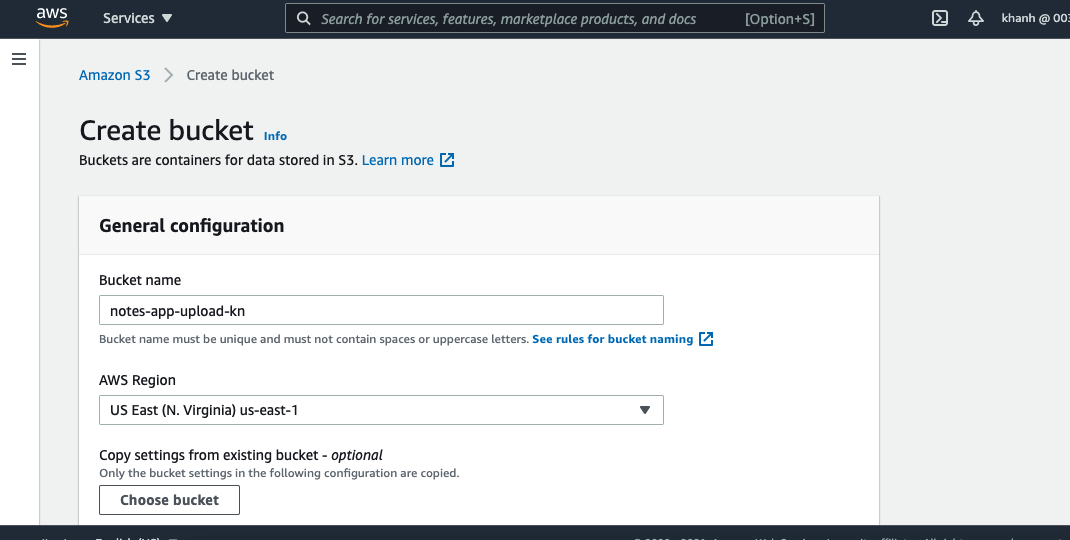 aws Services Search for services, features, marketplace products, and docs [Option+S] khanh @ 003
Amazon S3 Create bucket
Create bucket Info
Buckets are containers for data stored in S3. Learn more
General configuration
Bucket name
notes-app-upload-kn
Bucket name must be unique and must not contain spaces or uppercase letters. See rules for bucket naming
AWS Region
US East (N. Virginia) us-east-1
Copy settings from existing bucket - optional
Only the bucket settings in the following configuration are copied.
Choose bucket